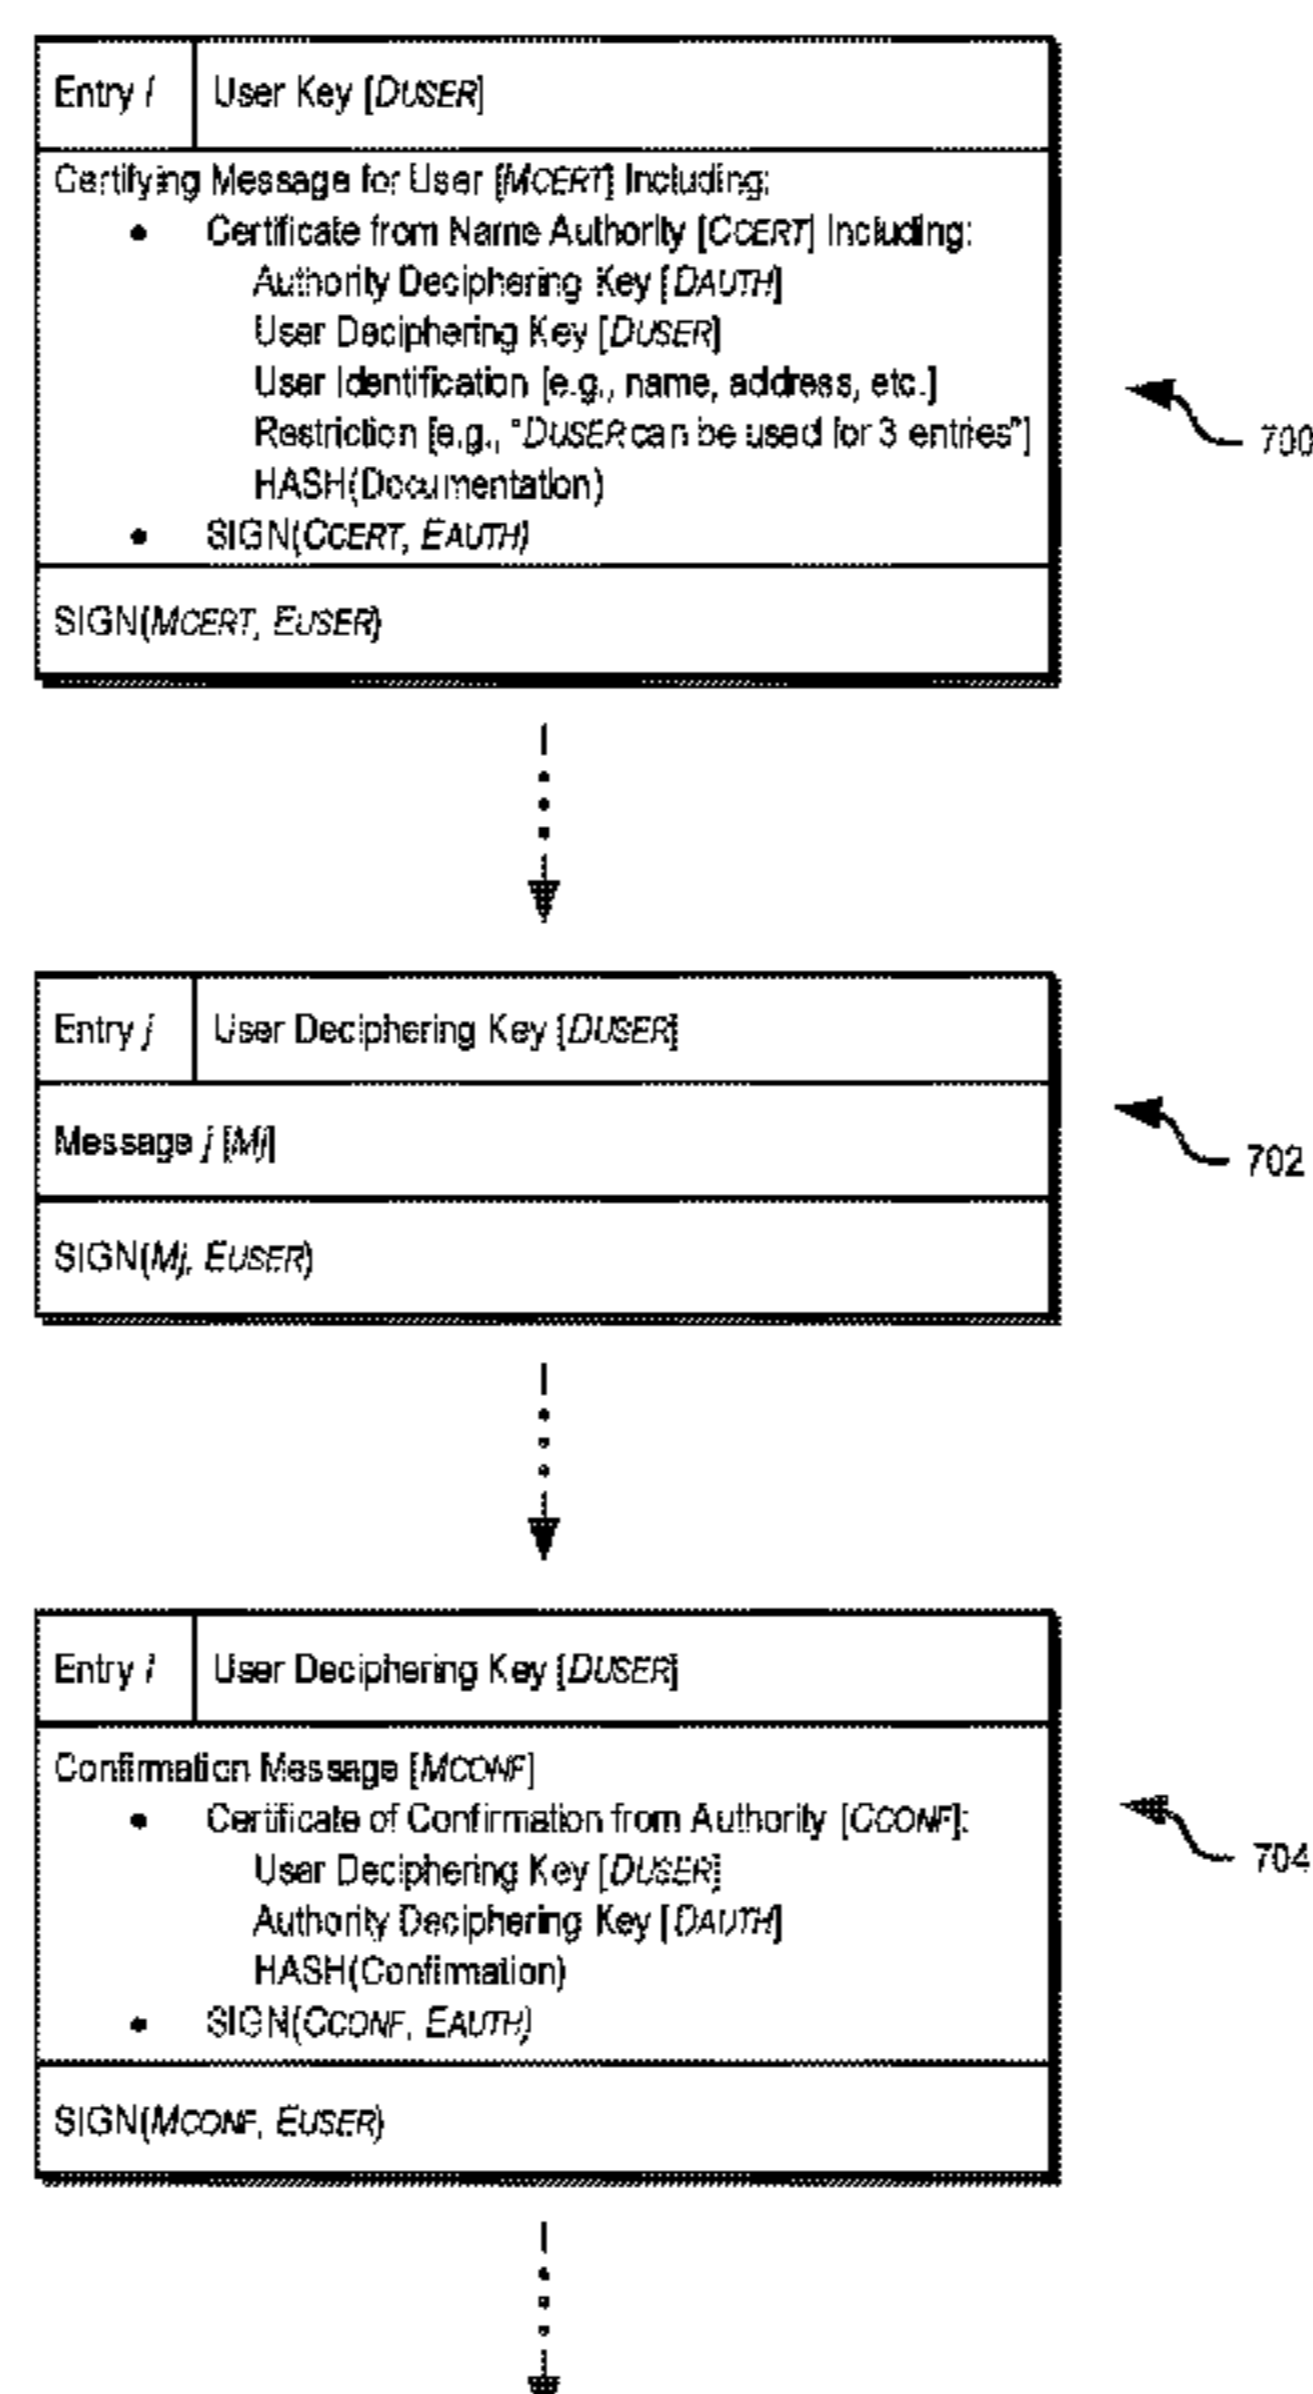 Entry i User Key [DUSER]
Certifying Message for User [MCERT] Including:
• Certificate from Name Authority [CCERT] Including:
Authority Deciphering Key [DAUTH]
User Deciphering Key [DUSER]
User Identification [e.g., name, address, etc.]
Restriction [e.g., "DUSER can be used for 3 entries"]
HASH(Documentation)
• SIGN(CCERT, EAUTH)
SIGN(MCERT, EUSER)
700
Entry j User Deciphering Key [DUSER]
Message j [Mj]
SIGN(Mj, EUSER)
702
Entry i User Deciphering Key [DUSER]
Confirmation Message [MCONF]
• Certificate of Confirmation from Authority [CCONF]:
User Deciphering Key [DUSER]
Authority Deciphering Key [DAUTH]
HASH(Confirmation)
• SIGN(CCONF, EAUTH)
SIGN(MCONF, EUSER)
704